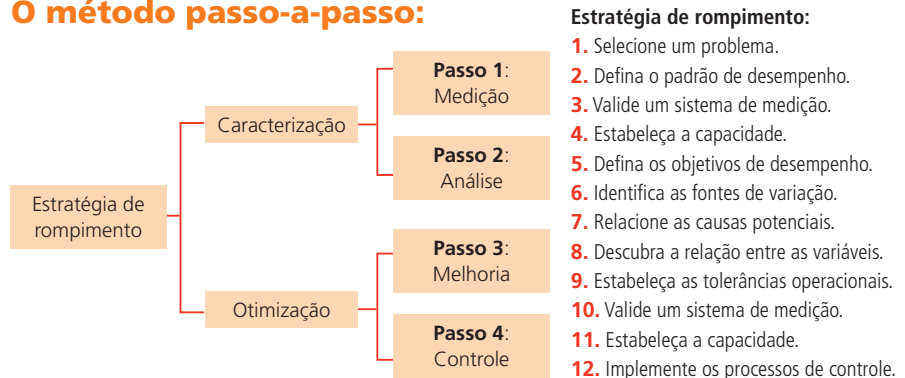 O método passo-a-passo:
Estratégia de
rompimento
Caracterização
Otimização
Passo 1:
Medição
Passo 2:
Análise
Passo 3:
Melhoria
Passo 4:
Controle
Estratégia de rompimento:
1. Selecione um problema.
2. Defina o padrão de desempenho.
3. Valide um sistema de medição.
4. Estabeleça a capacidade.
5. Defina os objetivos de desempenho.
6. Identifica as fontes de variação.
7. Relacione as causas potenciais.
8. Descubra a relação entre as variáveis.
9. Estabeleça as tolerâncias operacionais.
10. Valide um sistema de medição.
11. Estabeleça a capacidade.
12. Implemente os processos de controle.